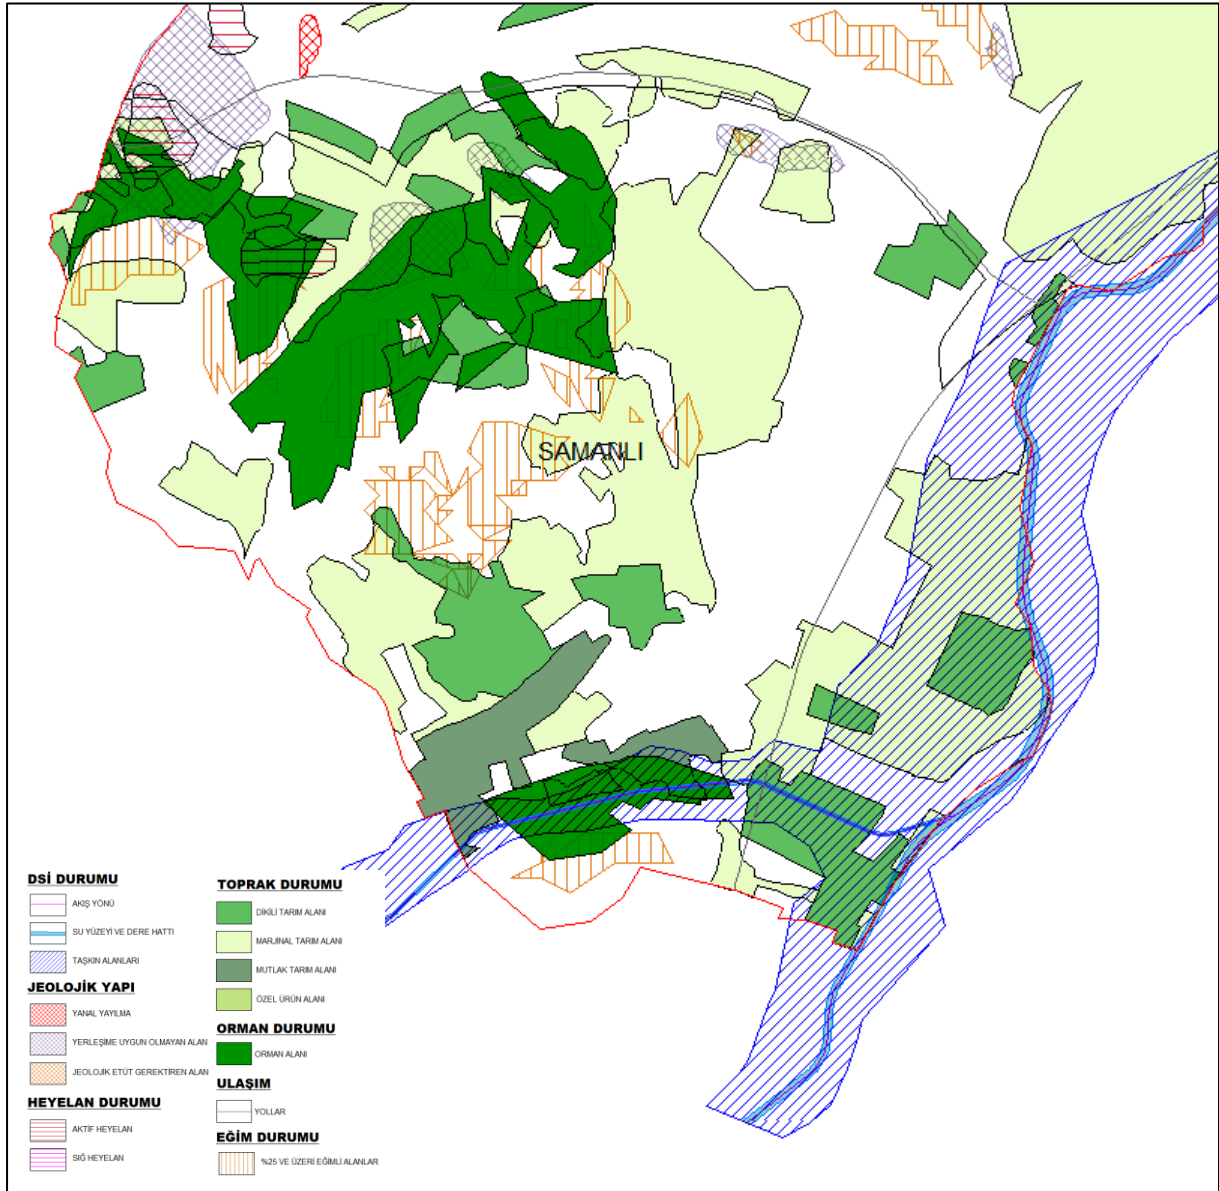 SAMANLI
DSİ DURUMU
AKIŞ YÖNÜ
SU YÜZEYİ VE DERE HATTI
TAŞKIN ALANLARI
JEOLOJİK YAPI
YANAL YAYILMA
YERLEŞİME UYGUN OLMAYAN ALAN
JEOLOJİK ETÜT GEREKTİREN ALAN
HEYELAN DURUMU
AKTİF HEYELAN
SIĞ HEYELAN
TOPRAK DURUMU
DİKİLİ TARIM ALANI
MARJİNAL TARIM ALANI
MUTLAK TARIM ALANI
ÖZEL ÜRÜN ALANI
ORMAN DURUMU
ORMAN ALANI
ULAŞIM
YOLLAR
EĞİM DURUMU
%25 VE ÜZERİ EĞİMLİ ALANLAR